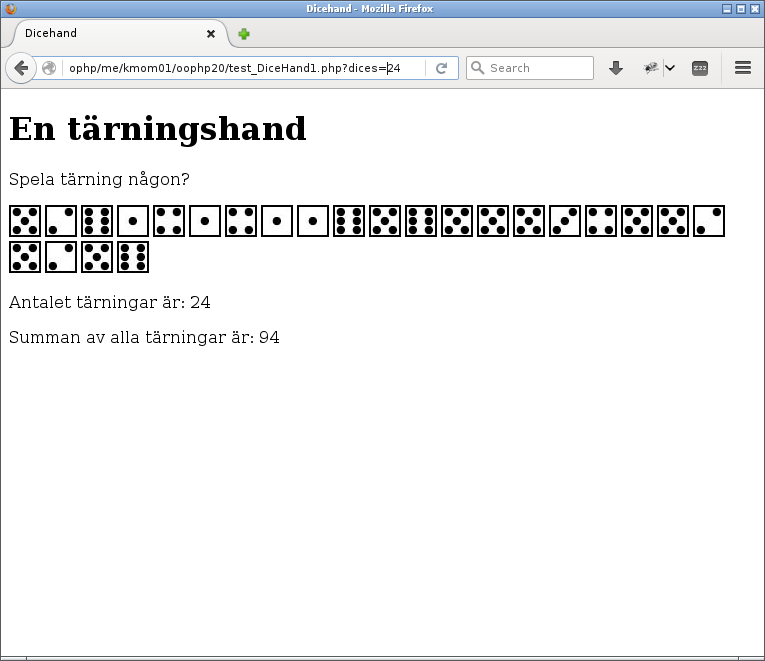 Dicehand - Mozilla Firefox
Dicehand
ophp/me/kmom01/oophp20/test_DiceHand1.php?dices=24
Search
zzz
En tärningshand
Spela tärning någon?
Antalet tärningar är: 24
Summan av alla tärningar är: 94